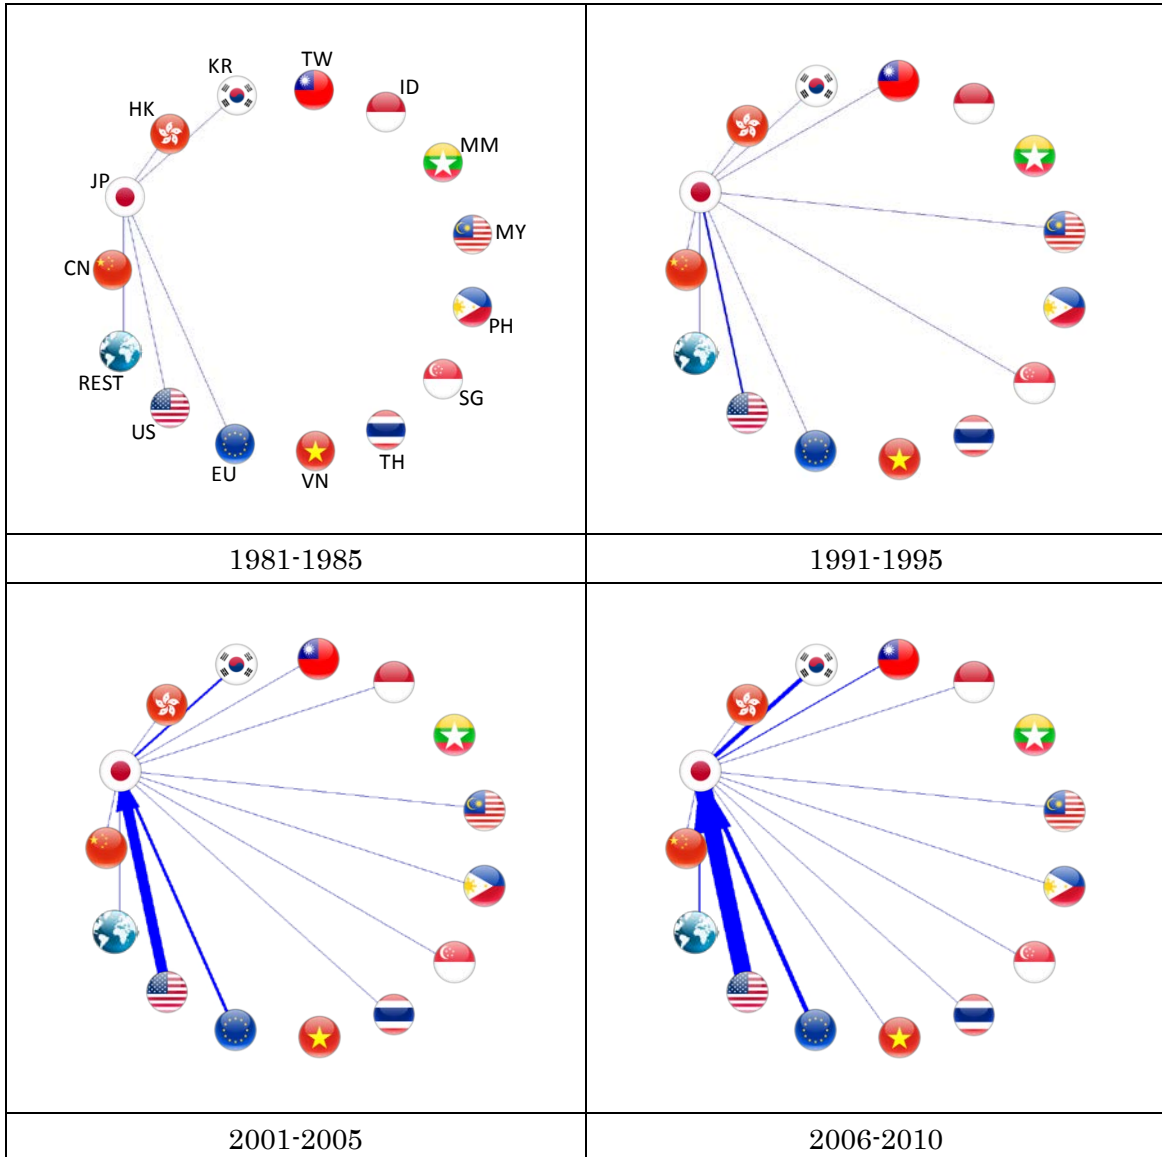 TW
KR
ID
HK
MM
JP
MY
CN
PH
REST
SG
US
TH
EU
VN
1981-1985
1991-1995
2001-2005
2006-2010